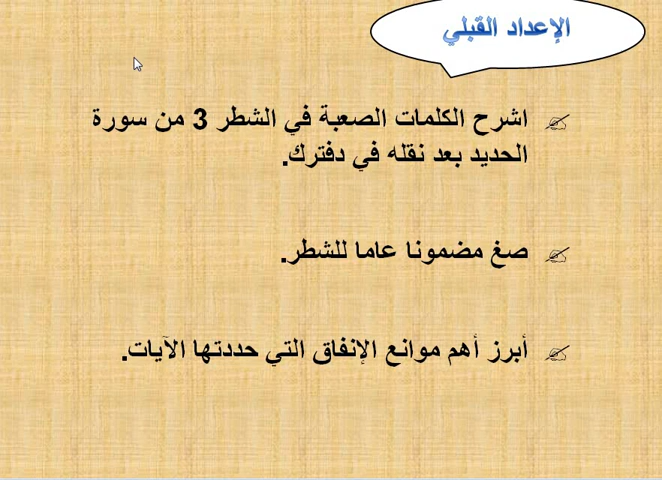 الإعداد القبلي
اشرح الكلمات الصعبة في الشطر 3 من سورة
الحديد بعد نقله في دفترك.
صغ مضمونا عاما للشطر.
أبرز أهم موانع الإنفاق التي حددتها الآيات.